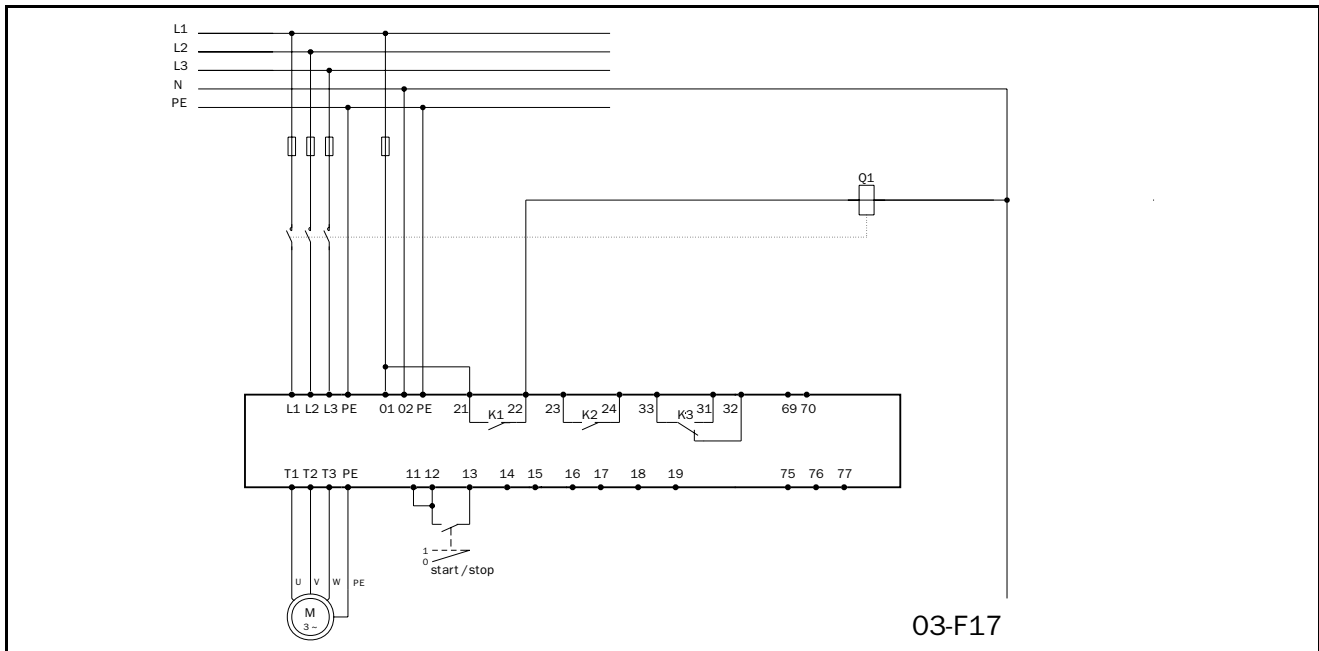 L1
L2
L3
N
PE
Q1
L1 L2 L3 PE 01 02 PE 21 K1 22 23 K2 24 33 K3 31 32 69 70
T1 T2 T3 PE 11 12 13 14 15 16 17 18 19 75 76 77
1
0
start/stop
U V W PE
M
3~
03-F17